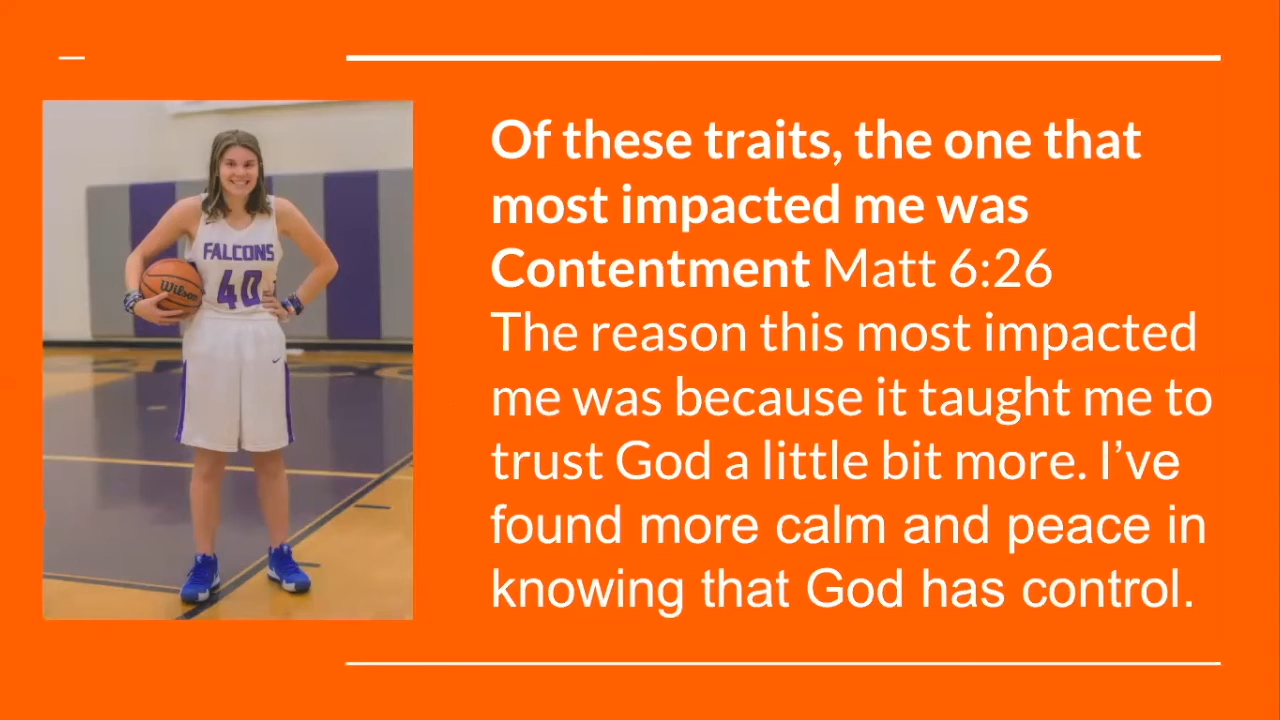 Of these traits, the one that
most impacted me was
Contentment Matt 6:26
The reason this most impacted
me was because it taught me to
trust God a little bit more. I’ve
found more calm and peace in
knowing that God has control.
FALCONS
40
Wilson